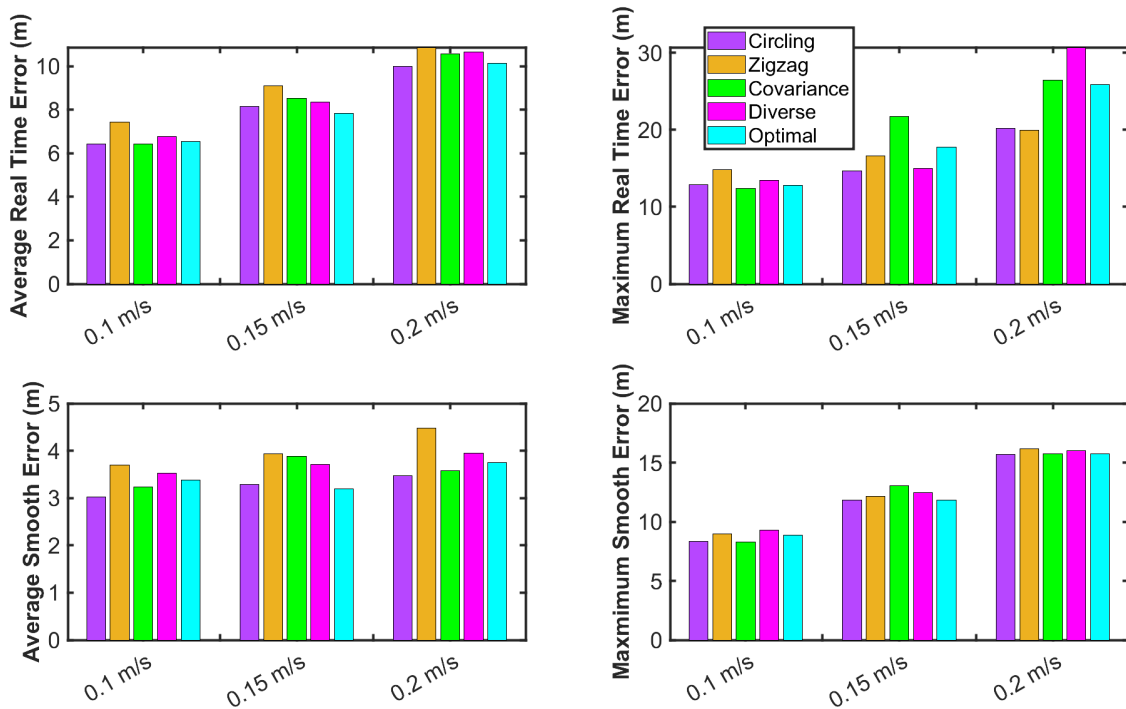 Average Real Time Error (m)
10
8
6
4
2
0
0.1 m/s
0.15 m/s
0.2 m/s
Maximum Real Time Error (m)
30
20
10
0
0.1 m/s
0.15 m/s
0.2 m/s
Circling
Zigzag
Covariance
Diverse
Optimal
Average Smooth Error (m)
5
4
3
2
1
0
0.1 m/s
0.15 m/s
0.2 m/s
Maxmimum Smooth Error (m)
20
15
10
5
0
0.1 m/s
0.15 m/s
0.2 m/s